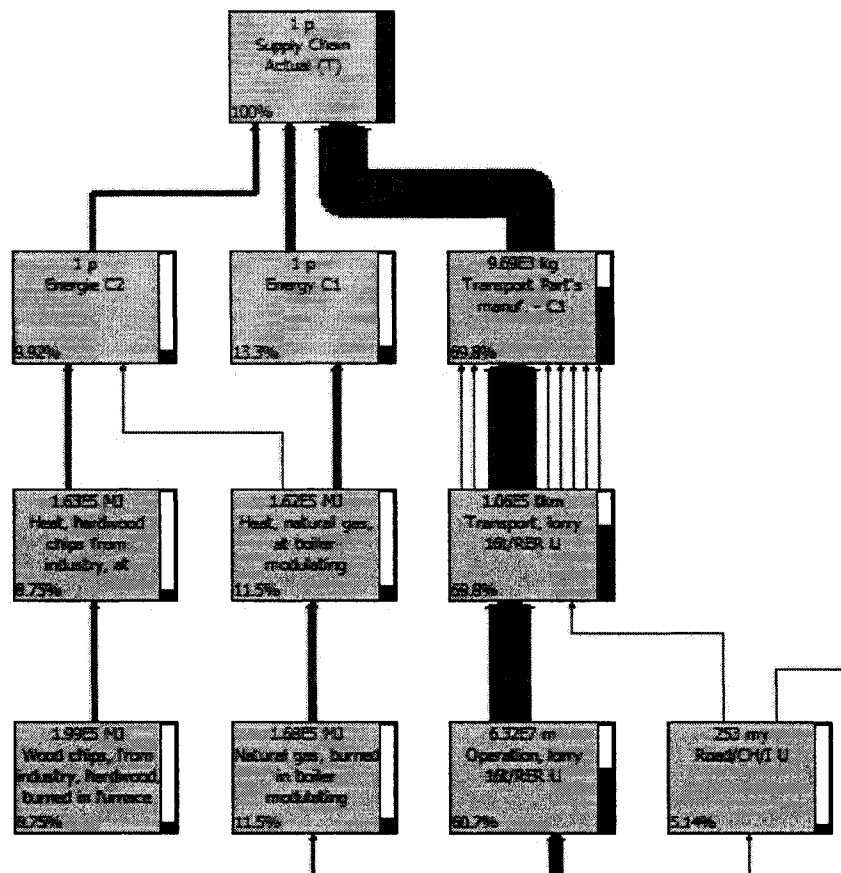 1 p
Supply Chain
Actual (T)
100%
1 p
Energie C2
9.92%
1 p
Energy C1
13.3%
9.69E3 kg
Transport Part's
manuf. - C1
69.8%
1.63E5 MJ
Heat, hardwood
chips from
industry, at
8.75%
1.62E5 MJ
Heat, natural gas,
at boiler
modulating
11.5%
1.06E5 tkm
Transport, lorry
16t/RER U
69.8%
1.99E5 MJ
Wood chips, from
industry, hardwood,
burned in furnace
8.75%
1.68E5 MJ
Natural gas, burned
in boiler
modulating
11.5%
6.32E7 m
Operation, lorry
16t/RER U
60.7%
253 my
Road/CH/I U
5.14%